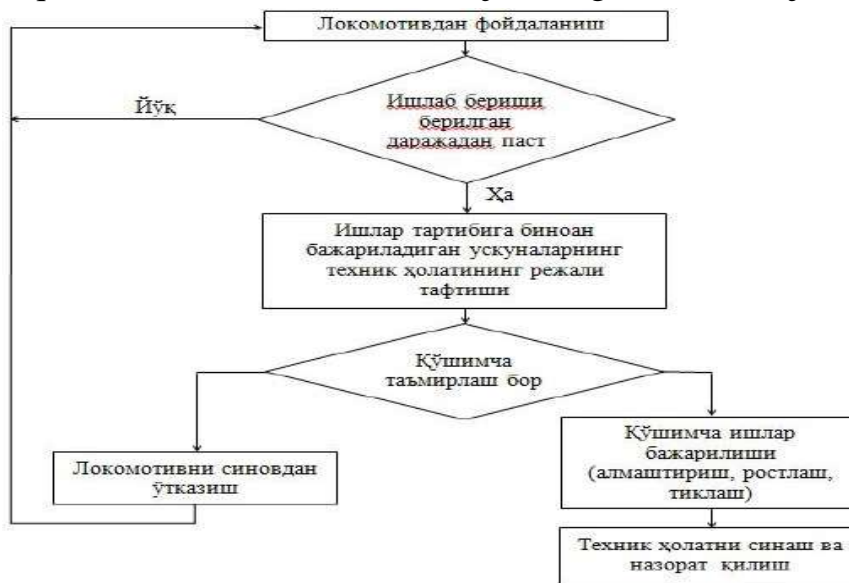 Локомотивдан фойдаланиш
Ишлаб бериши
берилган
даражадан паст
Йўқ
Ҳа
Ишлар тартибига биноан
бажариладиган ускуналарнинг
техник ҳолатининг режали
тафтиши
Қўшимча
таъмирлаш бор
Локомотивни синовдан
ўтказиш
Қўшимча ишлар
бажарилиши
(алмаштириш, ростлаш,
тиклаш)
Техник ҳолатни синаш ва
назорат қилиш